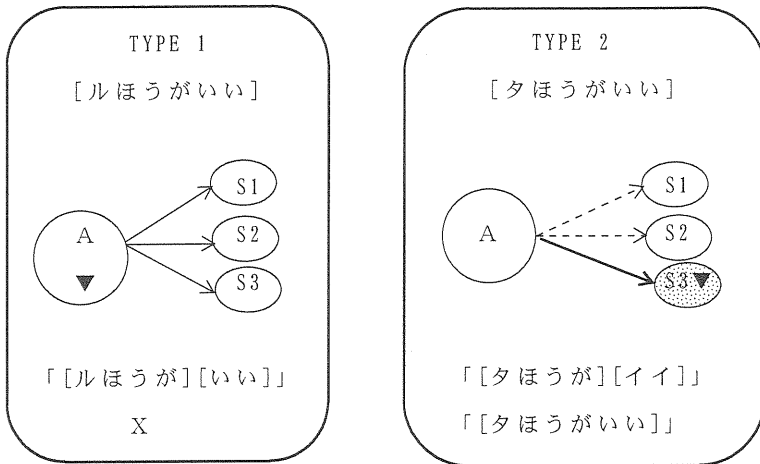 TYPE 1
[ルほうがいい]
S1
A
S2
S3
▼
「[ルほうが][いい]」
X
TYPE 2
[タほうがいい]
S1
A
S2
S3▼
「[タほうが][イイ]」
「[タほうがいい]」